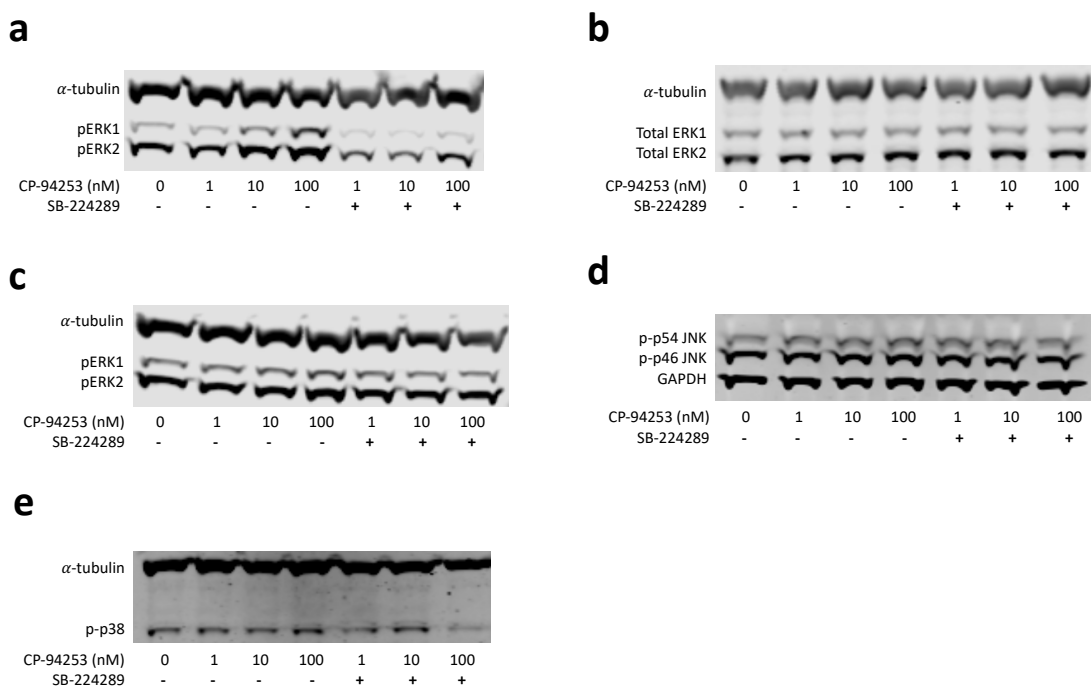 a
α-tubulin
pERK1
pERK2
CP-94253 (nM) 0 1 10 100 1 10 100
SB-224289 - - - - + + +
b
α-tubulin
Total ERK1
Total ERK2
CP-94253 (nM) 0 1 10 100 1 10 100
SB-224289 - - - - + + +
c
α-tubulin
pERK1
pERK2
CP-94253 (nM) 0 1 10 100 1 10 100
SB-224289 - - - - + + +
d
p-p54 JNK
p-p46 JNK
GAPDH
CP-94253 (nM) 0 1 10 100 1 10 100
SB-224289 - - - - + + +
e
α-tubulin
p-p38
CP-94253 (nM) 0 1 10 100 1 10 100
SB-224289 - - - - + + +